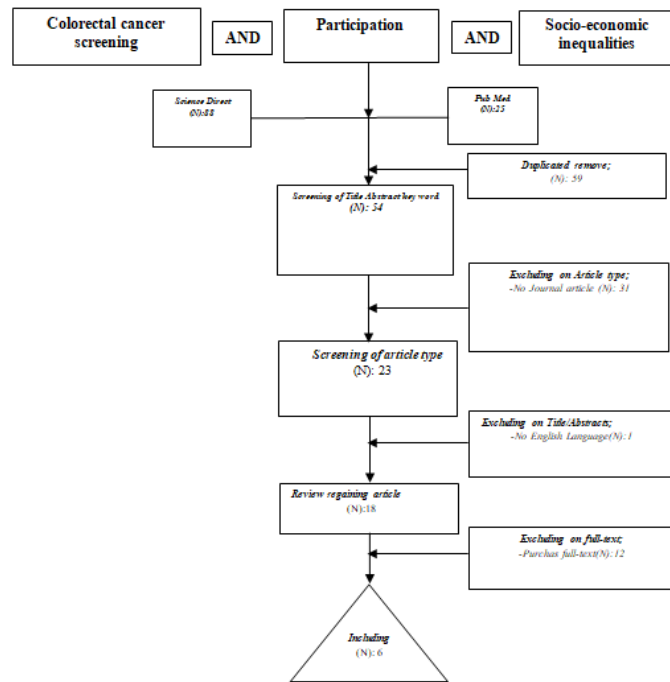 Colorectal cancer
screening
AND
Participation
AND
Socio-economic
inequalities
Science Direct
(N):88
Pub Med
(N):25
Duplicated remove;
(N): 59
Screening of Title Abstract key word
(N): 54
Excluding on Article type;
-No Journal article (N): 31
Screening of article type
(N): 23
Excluding on Title/Abstracts;
-No English Language(N):1
Review regaining article
(N):18
Excluding on full-text;
-Purchas full-text(N):12
Including
(N): 6